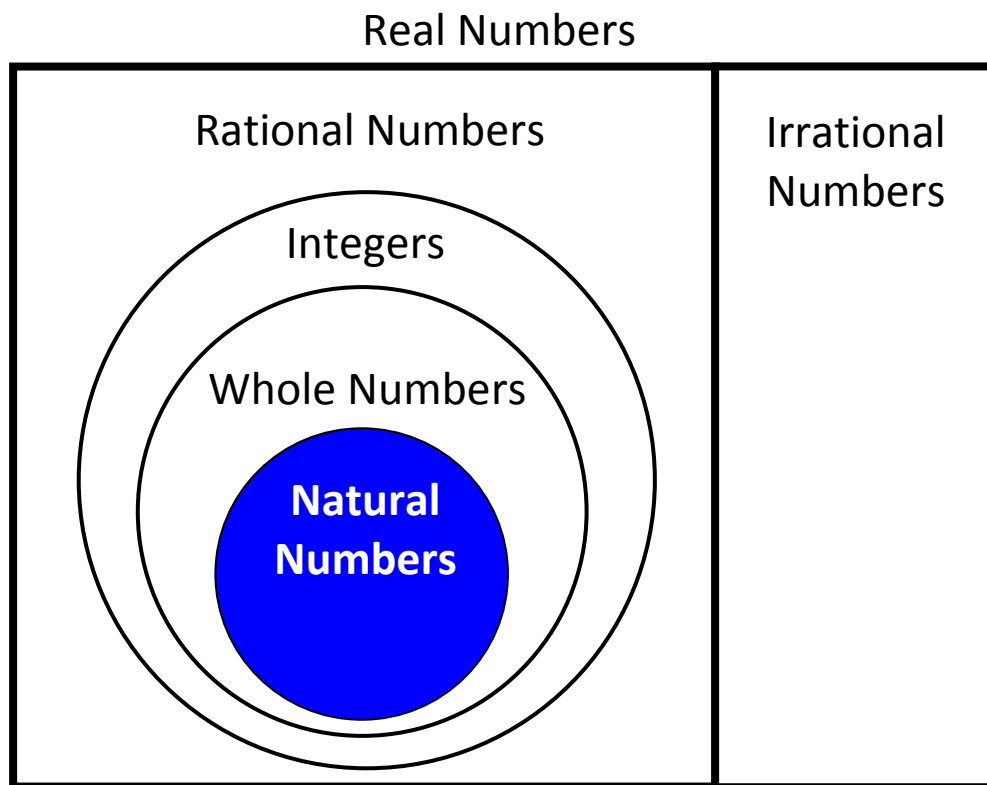 Real Numbers
Rational Numbers
Irrational
Numbers
Integers
Whole Numbers
Natural
Numbers